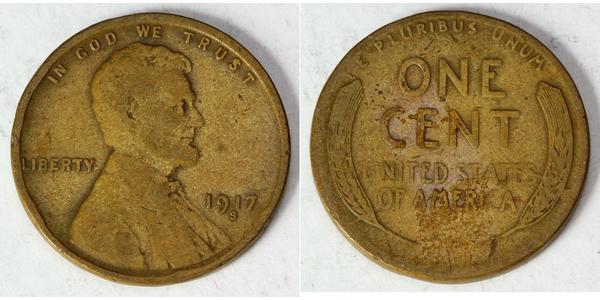 IN GOD WE TRUST
LIBERTY
1917
S
E PLURIBUS UNUM
ONE
CENT
UNITED STATES
OF AMERICA